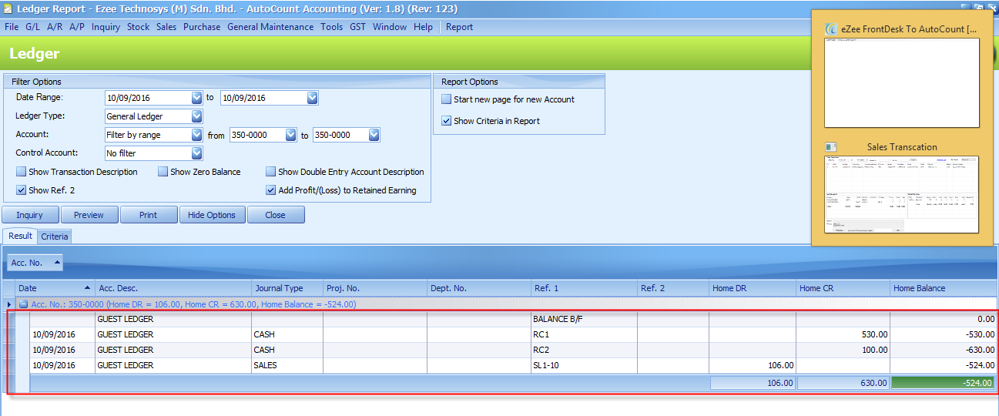 Ledger Report - Ezee Technosys (M) Sdn. Bhd. - AutoCount Accounting (Ver: 1.8) (Rev: 123)
File G/L A/R A/P Inquiry Stock Sales Purchase General Maintenance Tools GST Window Help Report
eZee FrontDesk To AutoCount [...
Ledger
Filter Options
Report Options
Date Range: 10/09/2016 to 10/09/2016
Start new page for new Account
Ledger Type: General Ledger
Show Criteria in Report
Account: Filter by range from 350-0000 to 350-0000
Control Account: No filter
Sales Transcation
Show Transaction Description Show Zero Balance Show Double Entry Account Description
Show Ref. 2 Add Profit/(Loss) to Retained Earning
Inquiry Preview Print Hide Options Close
Result Criteria
Acc. No.
Date Acc. Desc. Journal Type Proj. No. Dept. No. Ref. 1 Ref. 2 Home DR Home CR Home Balance
Acc. No.: 350-0000 (Home DR = 106.00, Home CR = 630.00, Home Balance = -524.00)
GUEST LEDGER BALANCE B/F 0.00
10/09/2016 GUEST LEDGER CASH RC1 530.00 -530.00
10/09/2016 GUEST LEDGER CASH RC2 100.00 -630.00
10/09/2016 GUEST LEDGER SALES SL1-10 106.00 -524.00
106.00 630.00 -524.00